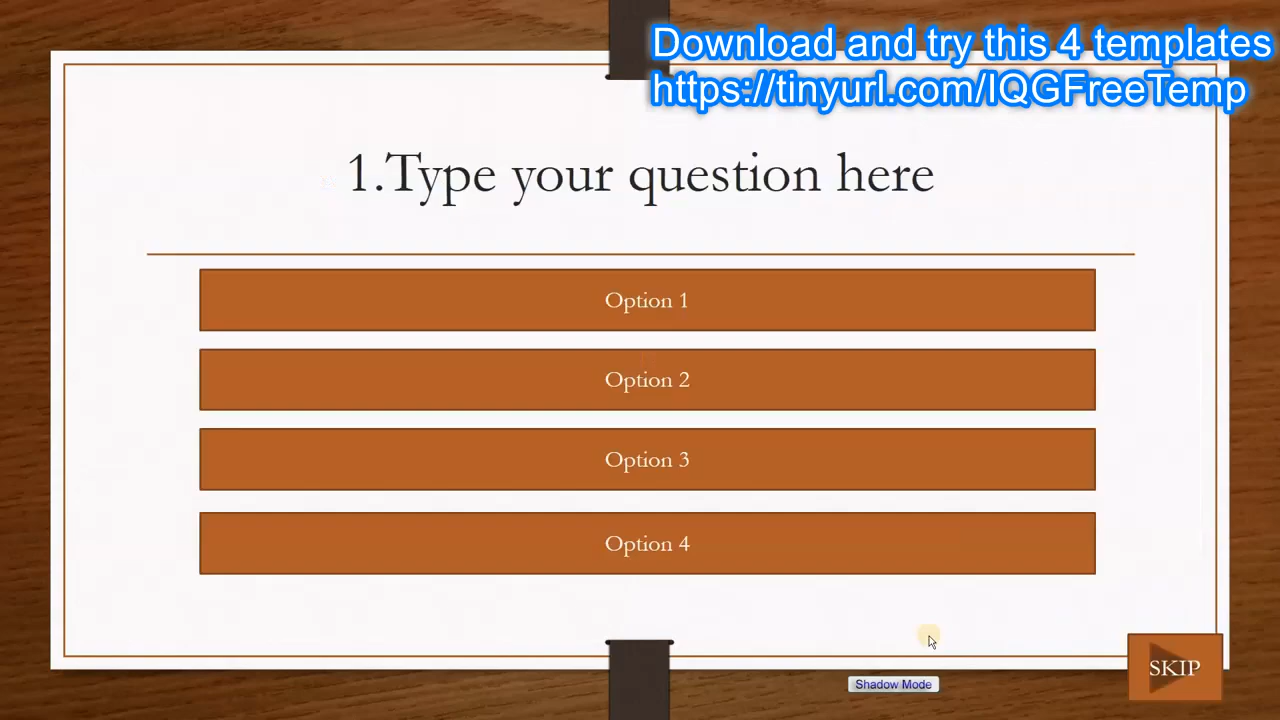 Download and try this 4 templates
https://tinyurl.com/IQGFreeTemp
1.Type your question here
Option 1
Option 2
Option 3
Option 4
SKIP
Shadow Mode